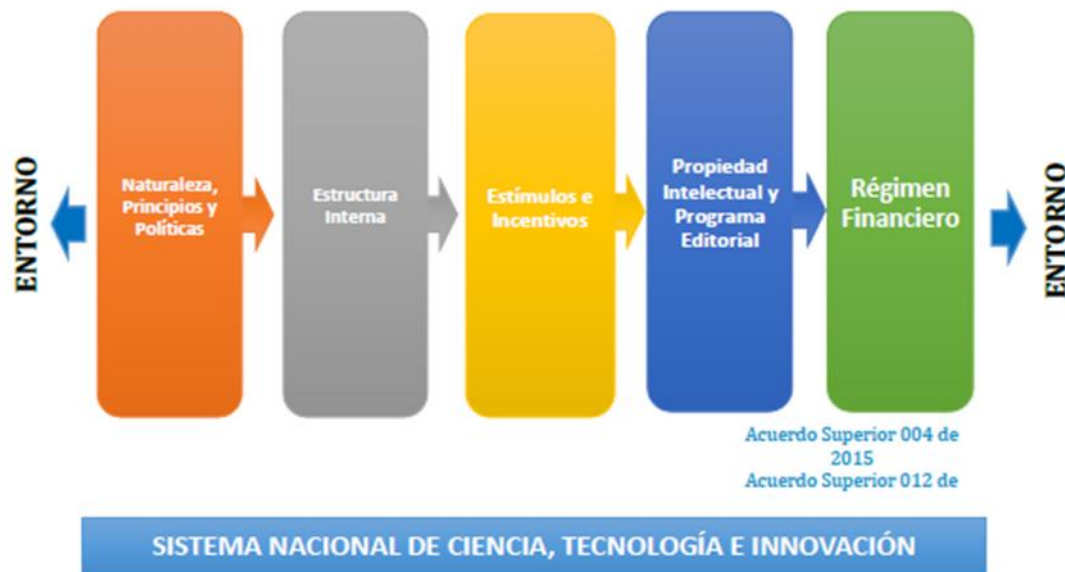 ENTORNO
Naturaleza,
Principios y
Políticas
Estructura
Interna
Estímulos e
Incentivos
Propiedad
Intelectual y
Programa
Editorial
Régimen
Financiero
ENTORNO
Acuerdo Superior 004 de
2015
Acuerdo Superior 012 de
SISTEMA NACIONAL DE CIENCIA, TECNOLOGÍA E INNOVACIÓN